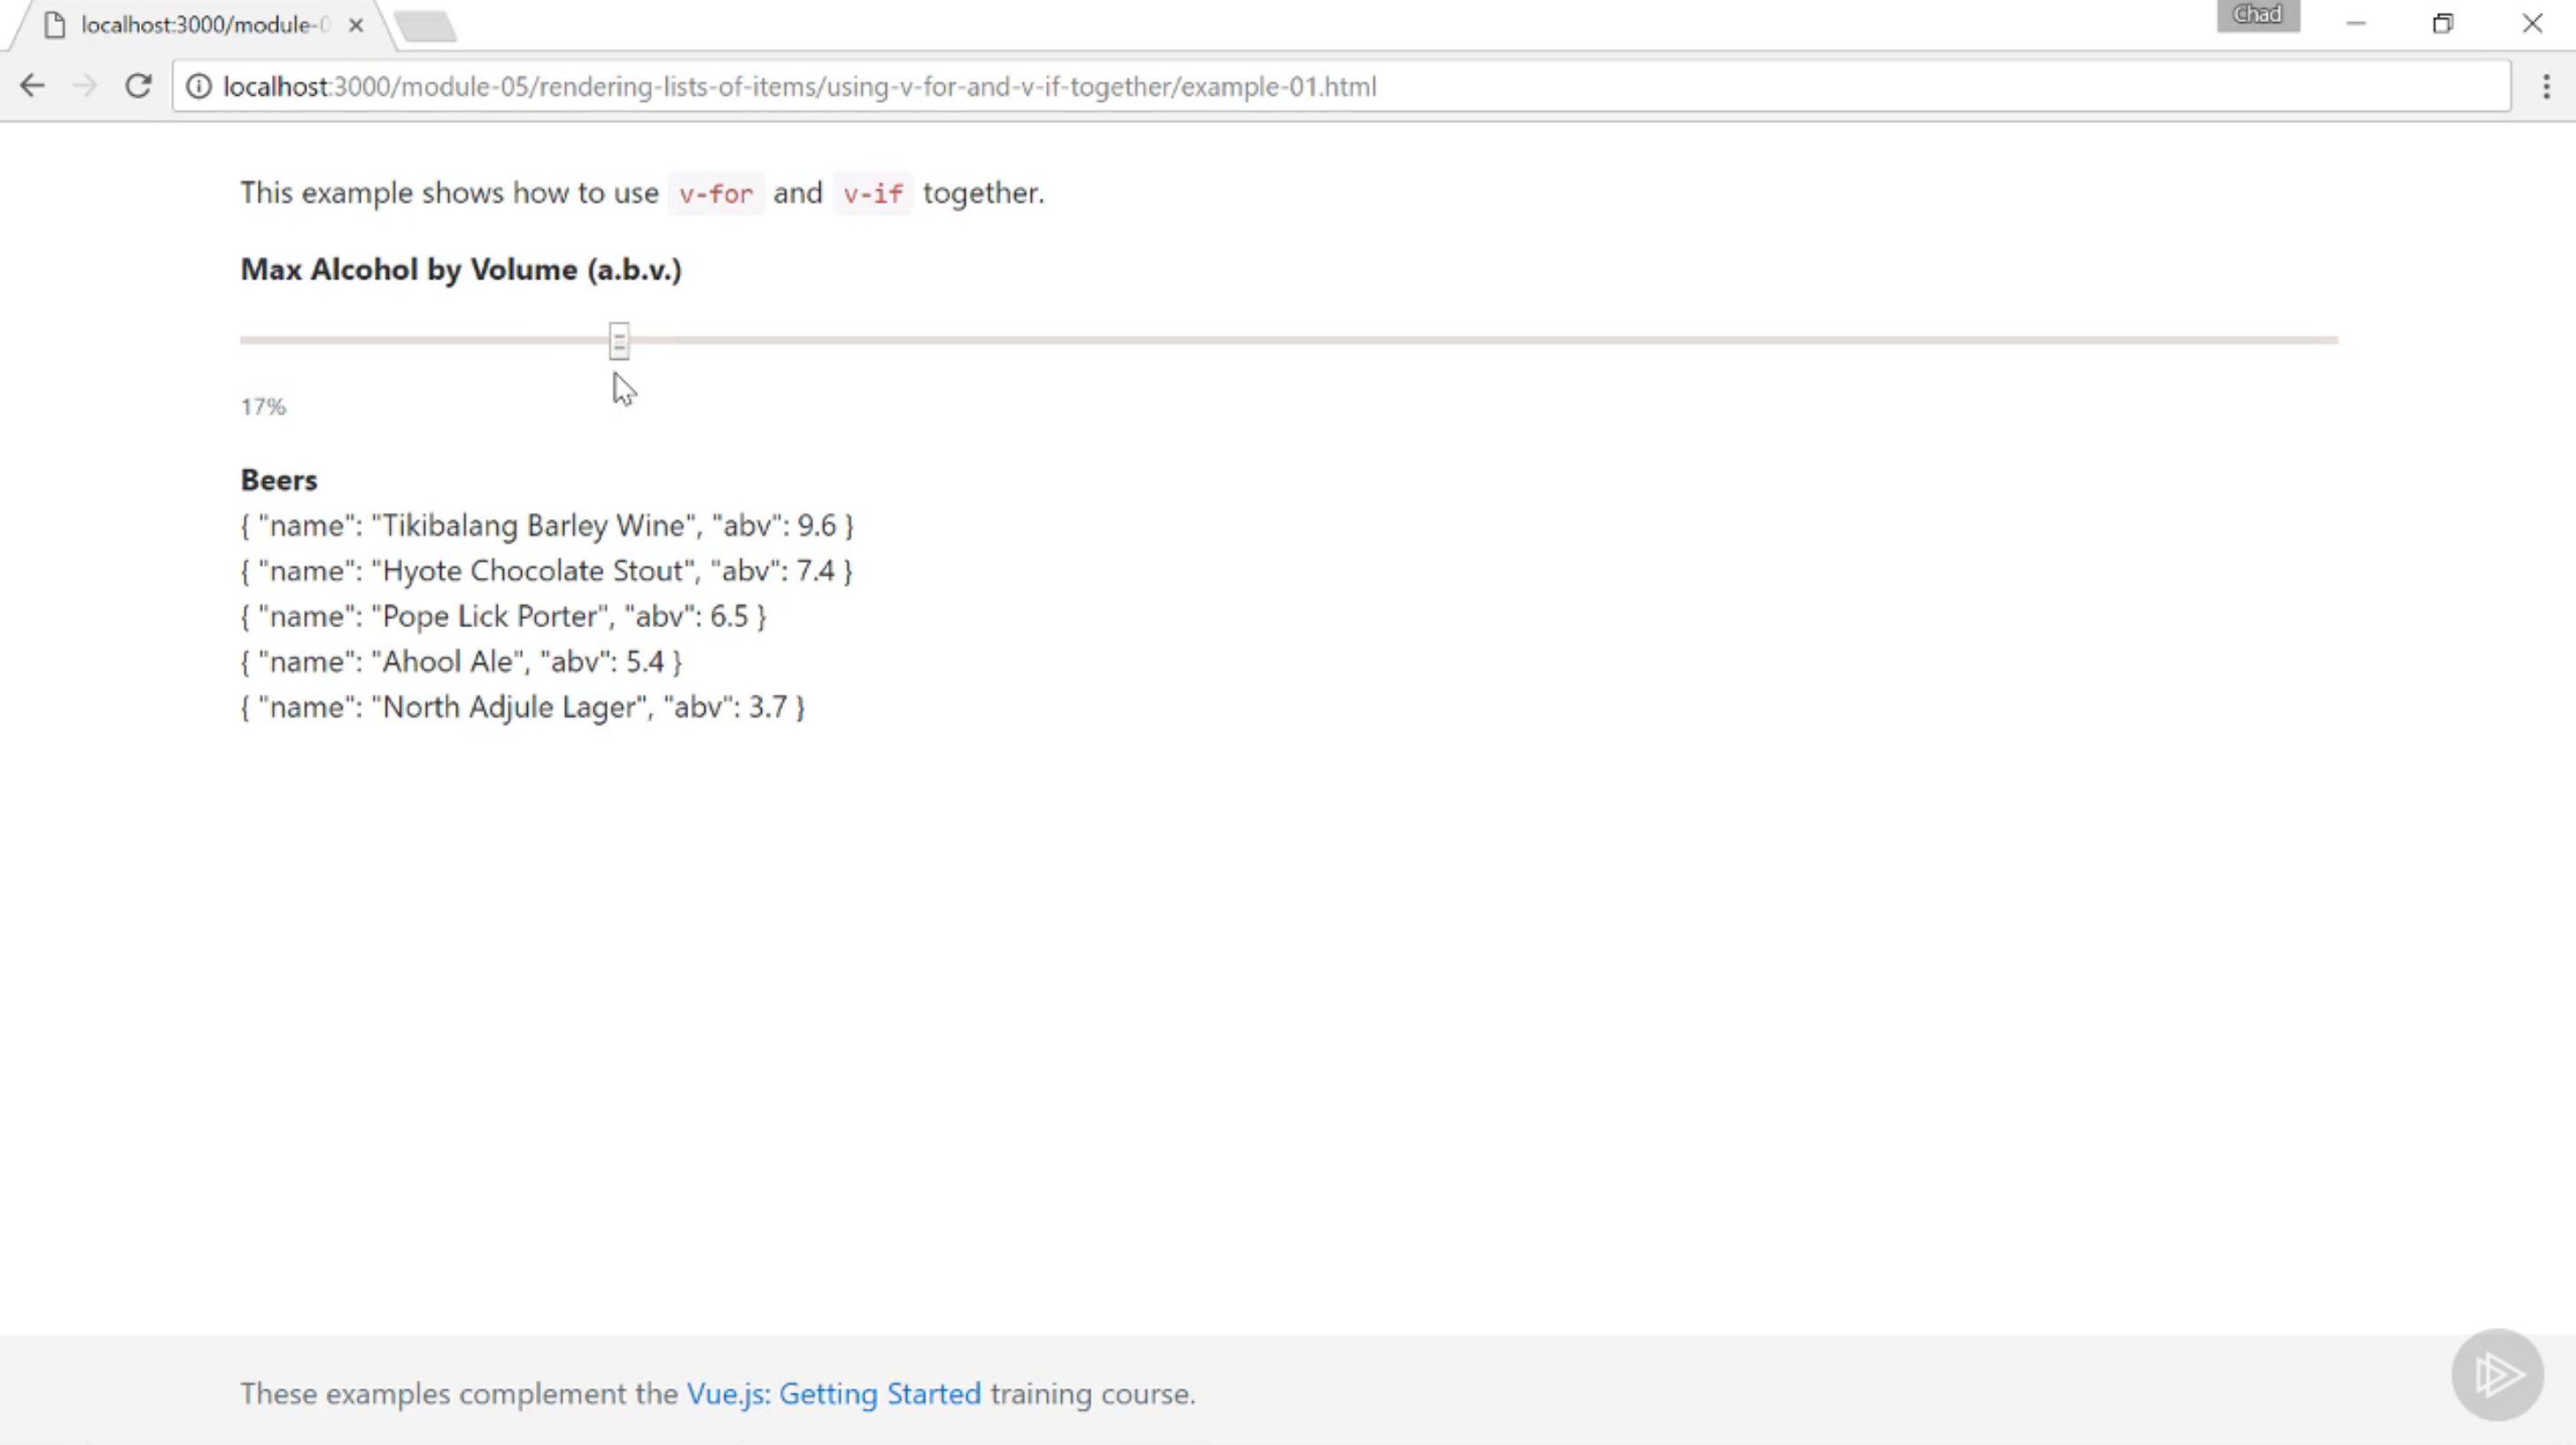 localhost:3000/module-0
Chad
localhost:3000/module-05/rendering-lists-of-items/using-v-for-and-v-if-together/example-01.html
This example shows how to use v-for and v-if together.
Max Alcohol by Volume (a.b.v.)
17%
Beers
{ "name": "Tikibalang Barley Wine", "abv": 9.6 }
{ "name": "Hyote Chocolate Stout", "abv": 7.4 }
{ "name": "Pope Lick Porter", "abv": 6.5 }
{ "name": "Ahool Ale", "abv": 5.4 }
{ "name": "North Adjule Lager", "abv": 3.7 }
These examples complement the Vue.js: Getting Started training course.